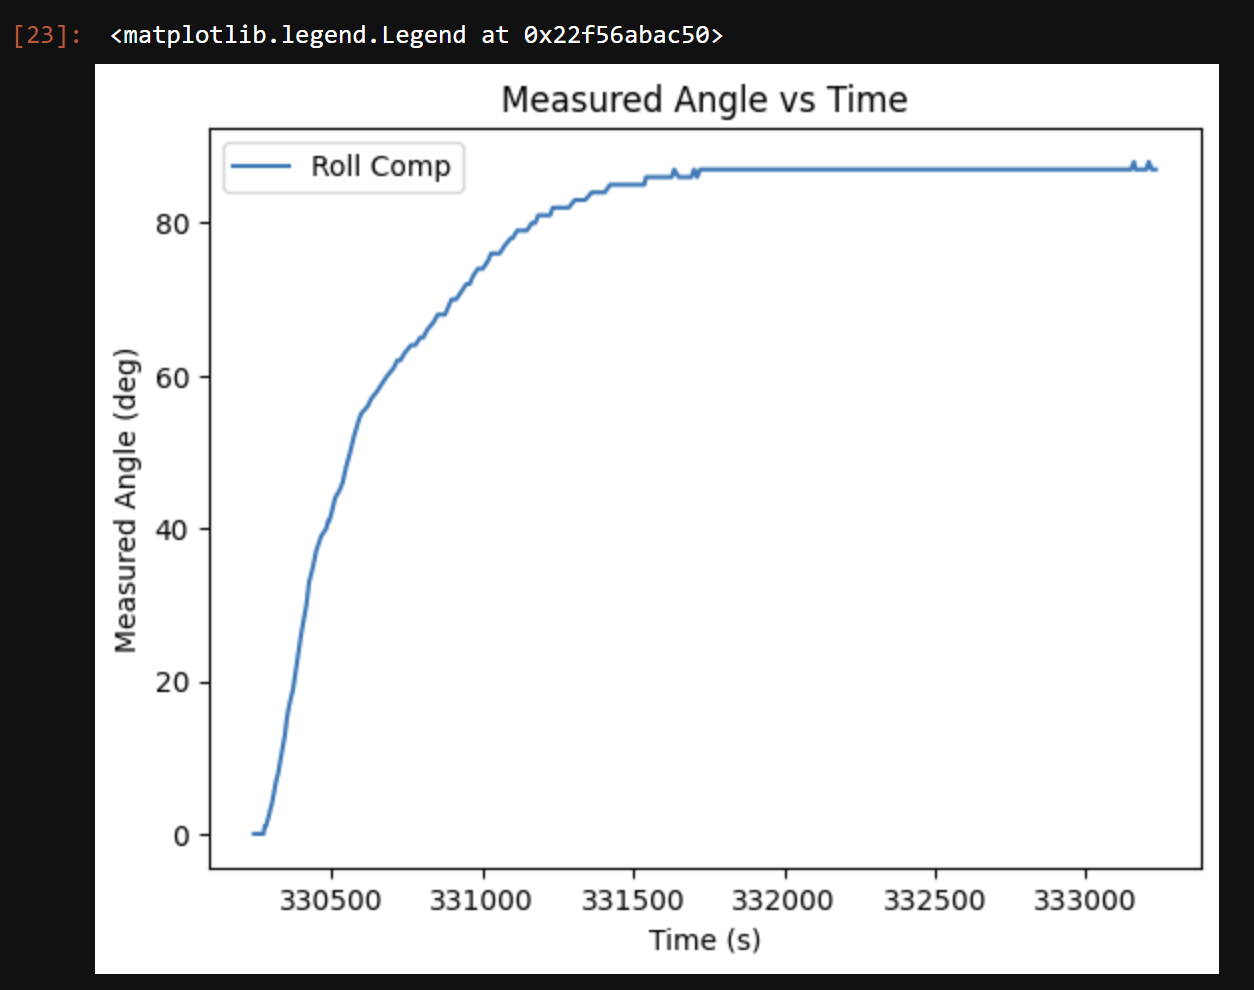 [23]: <matplotlib.legend.Legend at 0x22f56abac50>
Measured Angle vs Time
Roll Comp
80
60
40
20
0
Measured Angle (deg)
330500 331000 331500 332000 332500 333000
Time (s)